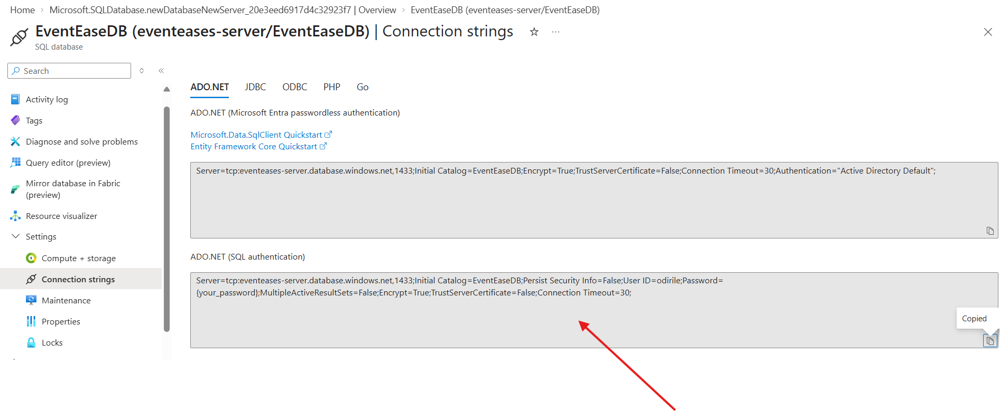 Home > Microsoft.SQLDatabase.newDatabaseNewServer_20e3eed6917d4c32923f7 | Overview > EventEaseDB (eventeases-server/EventEaseDB)
EventEaseDB (eventeases-server/EventEaseDB) | Connection strings
SQL database
Search
Activity log
Tags
Diagnose and solve problems
Query editor (preview)
Mirror database in Fabric
(preview)
Resource visualizer
Settings
Compute + storage
Connection strings
Maintenance
Properties
Locks
ADO.NET JDBC ODBC PHP Go
ADO.NET (Microsoft Entra passwordless authentication)
Microsoft.Data.SqlClient Quickstart
Entity Framework Core Quickstart
Server=tcp:eventeases-server.database.windows.net,1433;Initial Catalog=EventEaseDB;Encrypt=True;TrustServerCertificate=False;Connection Timeout=30;Authentication="Active Directory Default";
ADO.NET (SQL authentication)
Server=tcp:eventeases-server.database.windows.net,1433;Initial Catalog=EventEaseDB;Persist Security Info=False;User ID=odirile;Password=
{your_password};MultipleActiveResultSets=False;Encrypt=True;TrustServerCertificate=False;Connection Timeout=30;
Copied